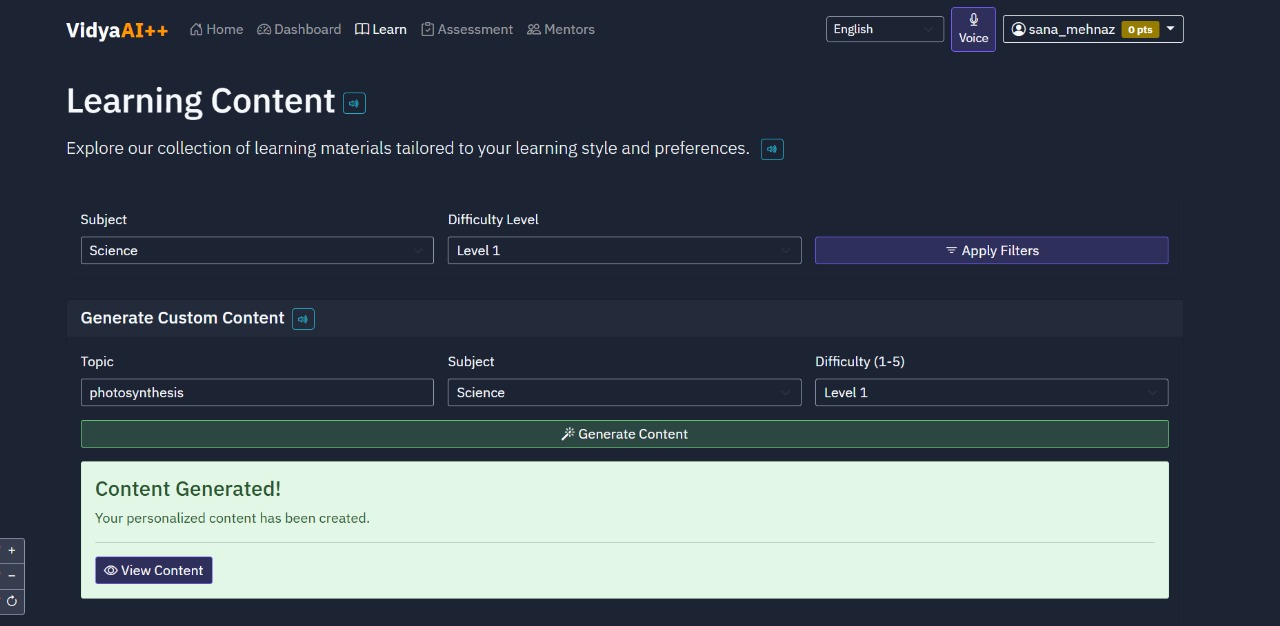 VidyaAI++ Home Dashboard Learn Assessment Mentors English Voice sana_mehnaz 0 pts
Learning Content
Explore our collection of learning materials tailored to your learning style and preferences.
Subject Difficulty Level
Science Level 1 Apply Filters
Generate Custom Content
Topic Subject Difficulty (1-5)
photosynthesis Science Level 1
Generate Content
Content Generated!
Your personalized content has been created.
+
−
View Content